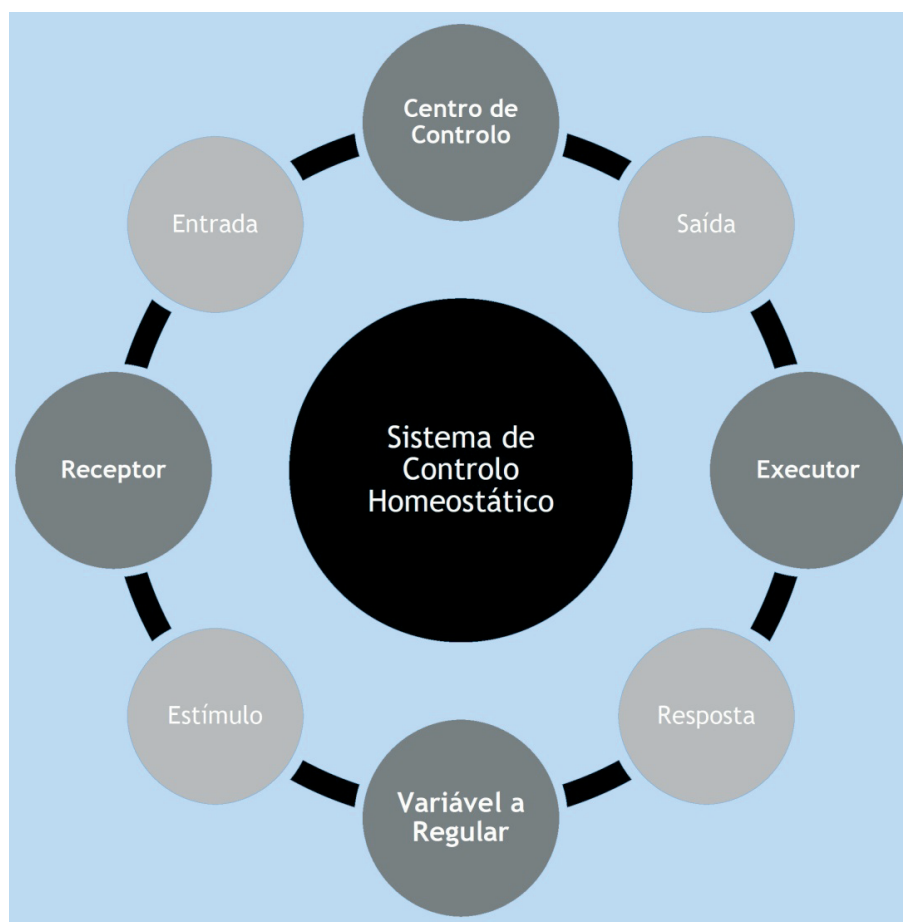 Centro de
Controlo
Entrada
Saída
Receptor
Sistema de
Controlo
Homeostático
Executor
Estímulo
Resposta
Variável a
Regular